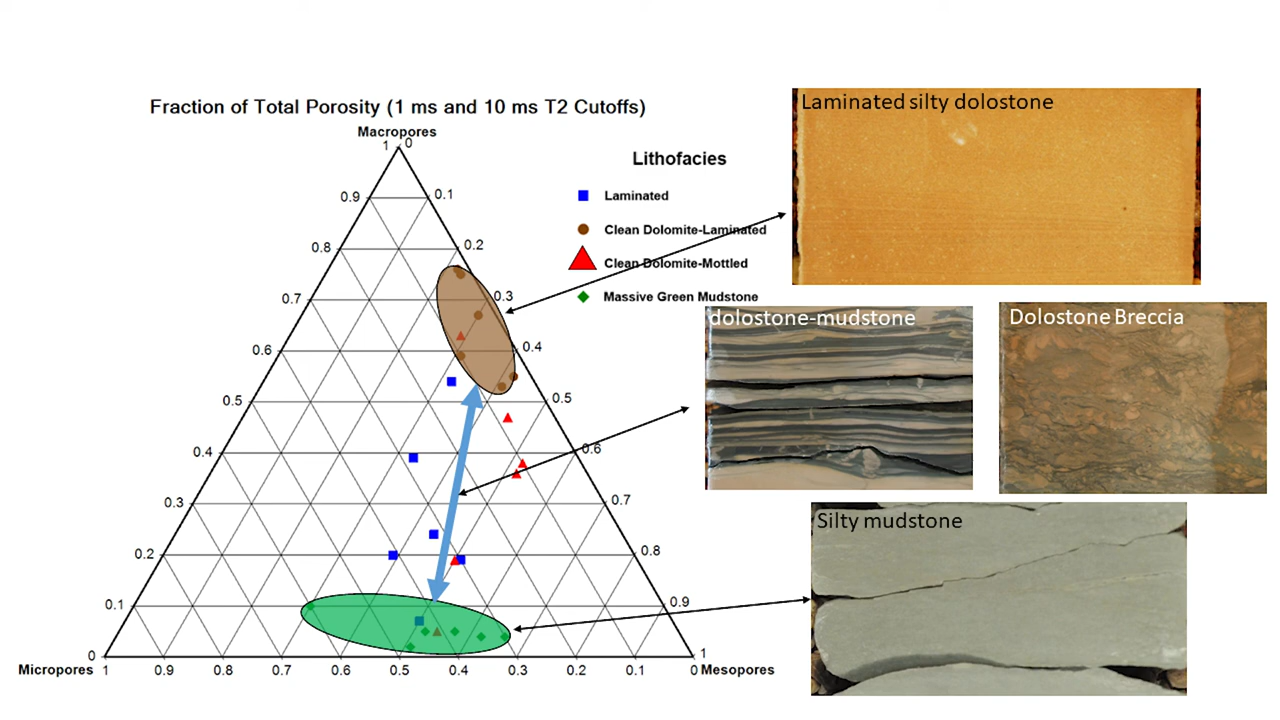 Fraction of Total Porosity (1 ms and 10 ms T2 Cutoffs)
Macropores
1 0
0.9 0.1
0.8 0.2
0.7 0.3
0.6 0.4
0.5 0.5
0.4 0.6
0.3 0.7
0.2 0.8
0.1 0.9
0 1
Micropores 1 0.9 0.8 0.7 0.6 0.5 0.4 0.3 0.2 0.1 0 Mesopores
Lithofacies
Laminated
Clean Dolomite-Laminated
Clean Dolomite-Mottled
Massive Green Mudstone
Laminated silty dolostone
dolostone-mudstone
Dolostone Breccia
Silty mudstone